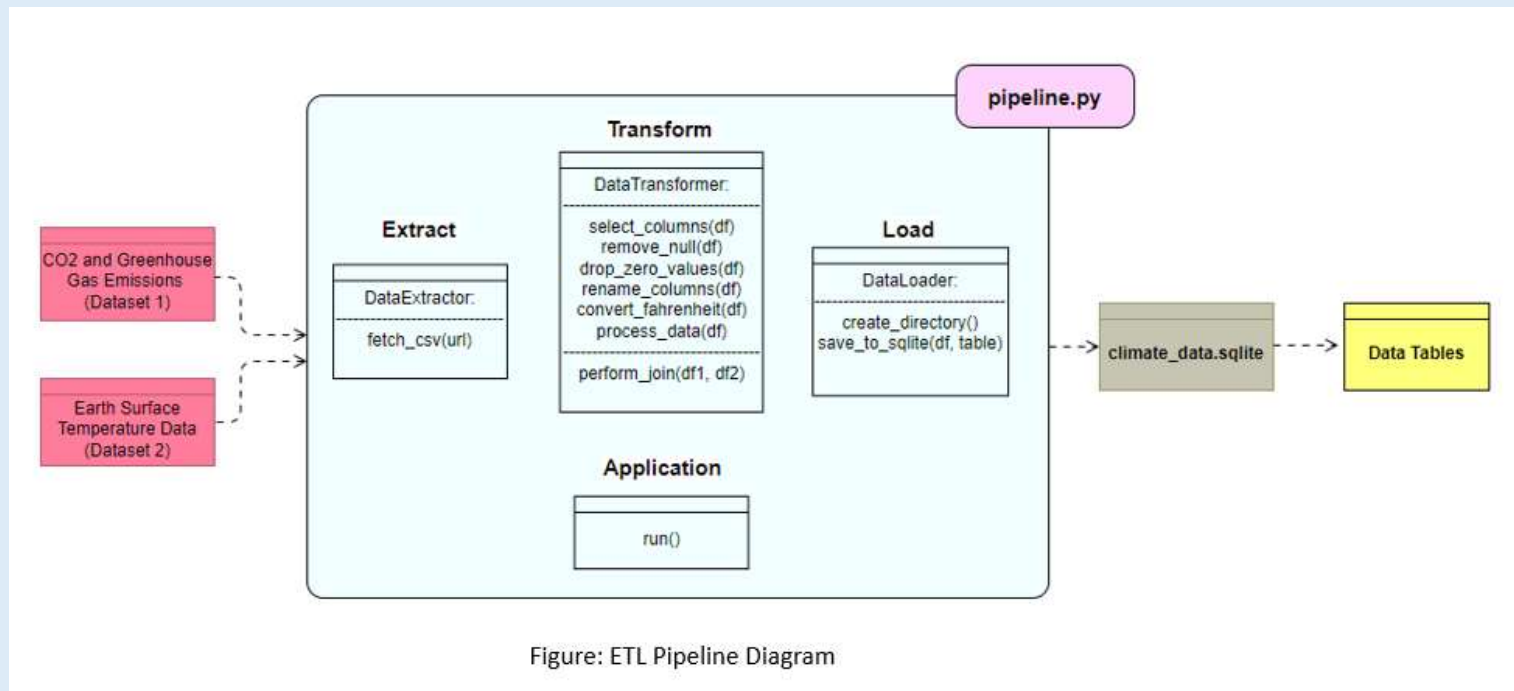 pipeline.py
CO2 and Greenhouse
Gas Emissions
(Dataset 1)
Earth Surface
Temperature Data
(Dataset 2)
Extract
DataExtractor:
fetch_csv(url)
Transform
DataTransformer:
select_columns(df)
remove_null(df)
drop_zero_values(df)
rename_columns(df)
convert_fahrenheit(df)
process_data(df)
perform_join(df1, df2)
Load
DataLoader:
create_directory()
save_to_sqlite(df, table)
Application
run()
climate_data.sqlite
Data Tables
Figure: ETL Pipeline Diagram